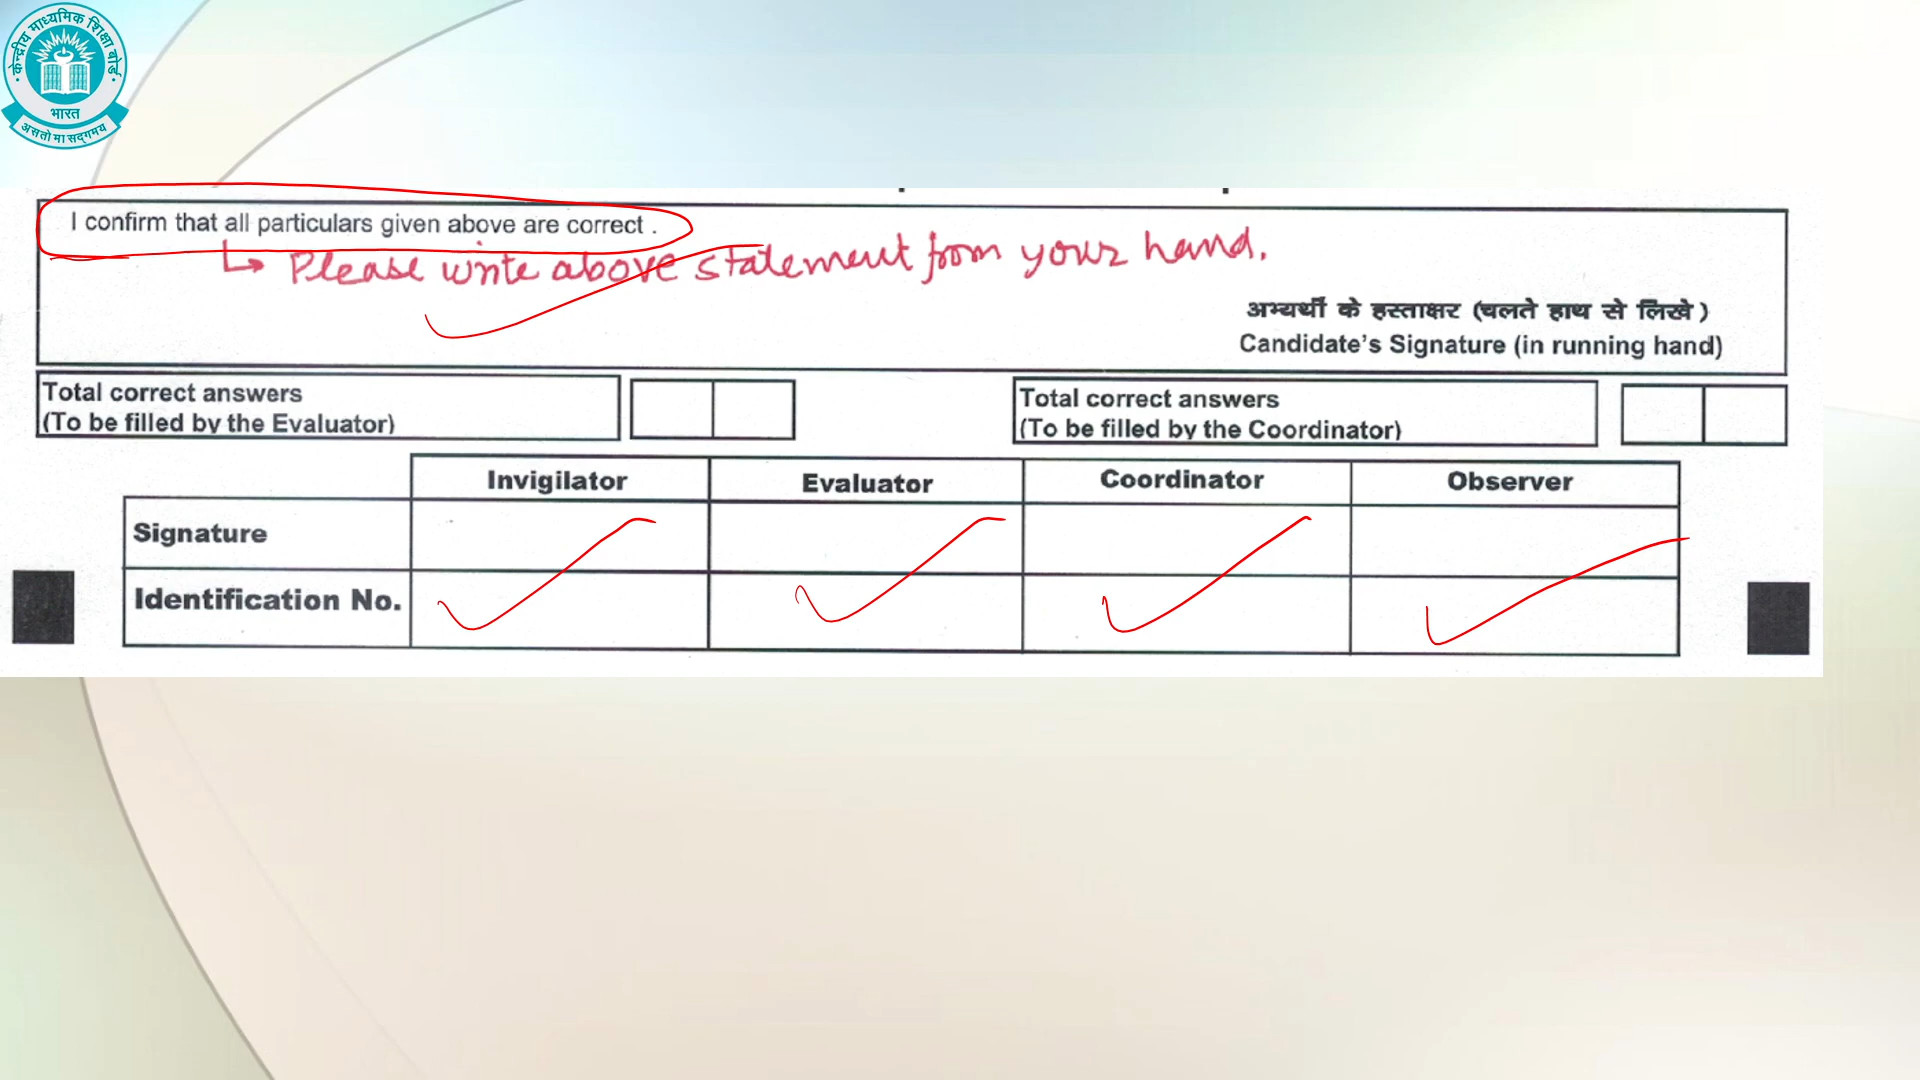 केन्द्रीय माध्यमिक शिक्षा बोर्ड
भारत
असतो मा सद्गमय
I confirm that all particulars given above are correct .
↳ Please write above statement from your hand.
अभ्यर्थी के हस्ताक्षर (चलते हाथ से लिखे )
Candidate's Signature (in running hand)
Total correct answers
(To be filled by the Evaluator)
Total correct answers
(To be filled by the Coordinator)
Invigilator Evaluator Coordinator Observer
Signature
Identification No.